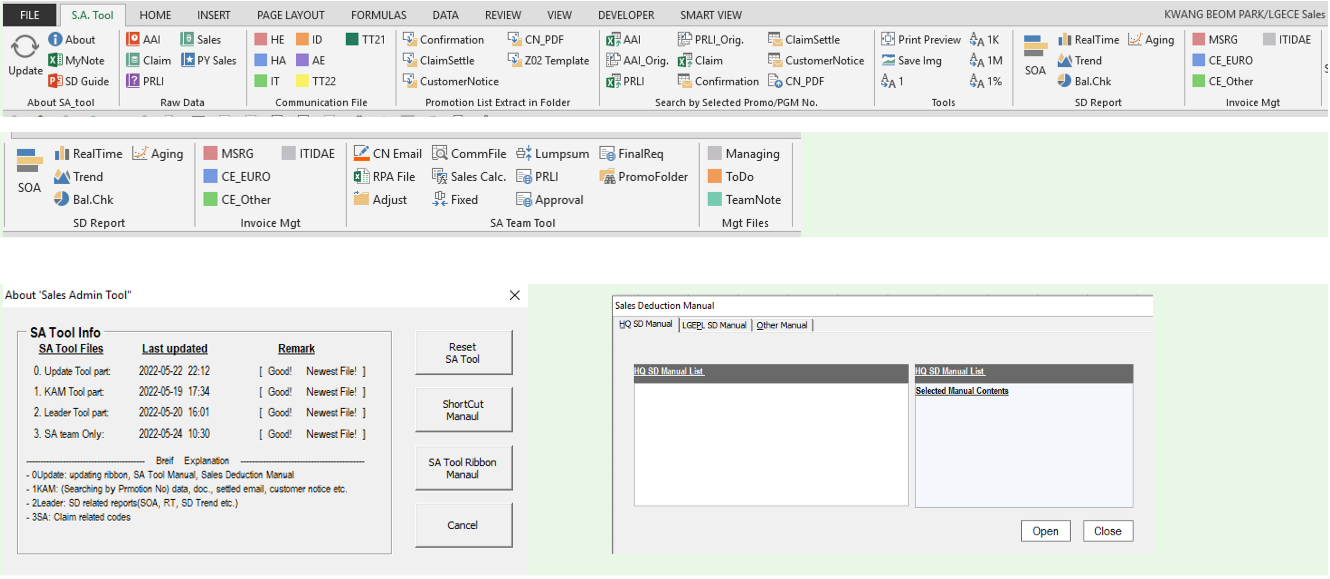 FILE S.A. Tool HOME INSERT PAGE LAYOUT FORMULAS DATA REVIEW VIEW DEVELOPER SMART VIEW KWANG BEOM PARK/LGECE Sales
About AAI Sales HE ID TT21 Confirmation CN_PDF AAI PRLI_Orig. ClaimSettle Print Preview 1K RealTime Aging MSRG ITIDAE
MyNote Claim PY Sales HA AE ClaimSettle Z02 Template AAI_Orig. Claim CustomerNotice Save Img 1M Trend CE_EURO
Update SD Guide PRLI IT TT22 CustomerNotice PRLI Confirmation CN_PDF 1 1% SOA Bal.Chk CE_Other
About SA_tool Raw Data Communication File Promotion List Extract in Folder Search by Selected Promo/PGM No. Tools SD Report Invoice Mgt
RealTime Aging MSRG ITIDAE CN Email CommFile Lumpsum FinalReq Managing
Trend CE_EURO RPA File Sales Calc. PRLI PromoFolder ToDo
SOA Bal.Chk CE_Other Adjust Fixed Approval TeamNote
SD Report Invoice Mgt SA Team Tool Mgt Files
About 'Sales Admin Tool"
SA Tool Info
SA Tool Files Last updated Remark
0. Update Tool part: 2022-05-22 22:12 [ Good! Newest File! ]
1. KAM Tool part: 2022-05-19 17:34 [ Good! Newest File! ]
2. Leader Tool part: 2022-05-20 16:01 [ Good! Newest File! ]
3. SA team Only: 2022-05-24 10:30 [ Good! Newest File! ]
Breif Explanation
- 0Update: updating ribbon, SA Tool Manual, Sales Deduction Manual
- 1KAM: (Searching by Prmotion No) data, doc., settled email, customer notice etc.
- 2Leader: SD related reports(SOA, RT, SD Trend etc.)
- 3SA: Claim related codes
Reset
SA Tool
ShortCut
Manaul
SA Tool Ribbon
Manaul
Cancel
Sales Deduction Manual
HQ SD Manual LGEPL SD Manual Other Manual
HQ SD Manual List HQ SD Manual List
Selected Manual Contents
Open Close